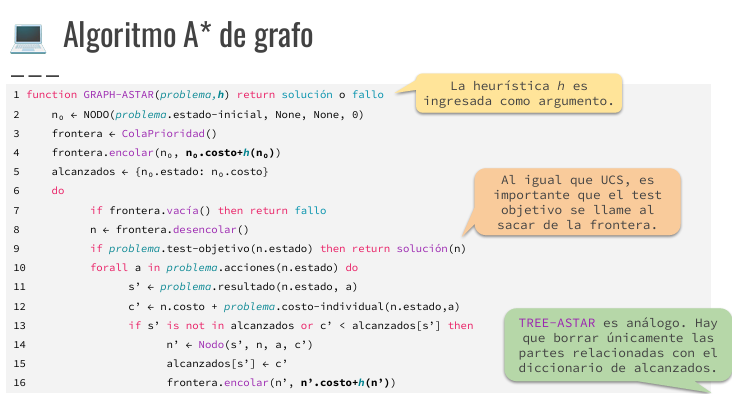 Algoritmo A* de grafo
1 function GRAPH-ASTAR(problema,h) return solución o fallo
2 n₀ ← NODO(problema.estado-inicial, None, None, 0)
3 frontera ← ColaPrioridad()
4 frontera.encolar(n₀, n₀.costo+h(n₀))
5 alcanzados ← {n₀.estado: n₀.costo}
6 do
7 if frontera.vacía() then return fallo
8 n ← frontera.desencolar()
9 if problema.test-objetivo(n.estado) then return solución(n)
10 forall a in problema.acciones(n.estado) do
11 s’ ← problema.resultado(n.estado, a)
12 c’ ← n.costo + problema.costo-individual(n.estado,a)
13 if s’ is not in alcanzados or c’ < alcanzados[s’] then
14 n’ ← Nodo(s’, n, a, c’)
15 alcanzados[s’] ← c’
16 frontera.encolar(n’, n’.costo+h(n’))
La heurística h es
ingresada como argumento.
Al igual que UCS, es
importante que el test
objetivo se llame al
sacar de la frontera.
TREE-ASTAR es análogo. Hay
que borrar únicamente las
partes relacionadas con el
diccionario de alcanzados.